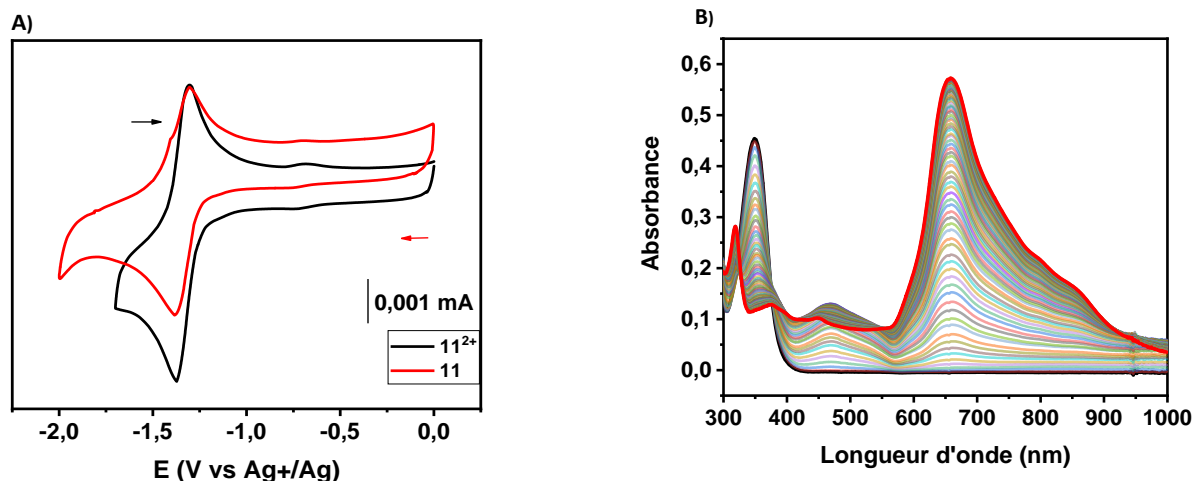 A)
0,001 mA
11²⁺
11
-2,0 -1,5 -1,0 -0,5 0,0
E (V vs Ag+/Ag)
B)
0,6
0,5
0,4
0,3
0,2
0,1
0,0
Absorbance
300 400 500 600 700 800 900 1000
Longueur d'onde (nm)